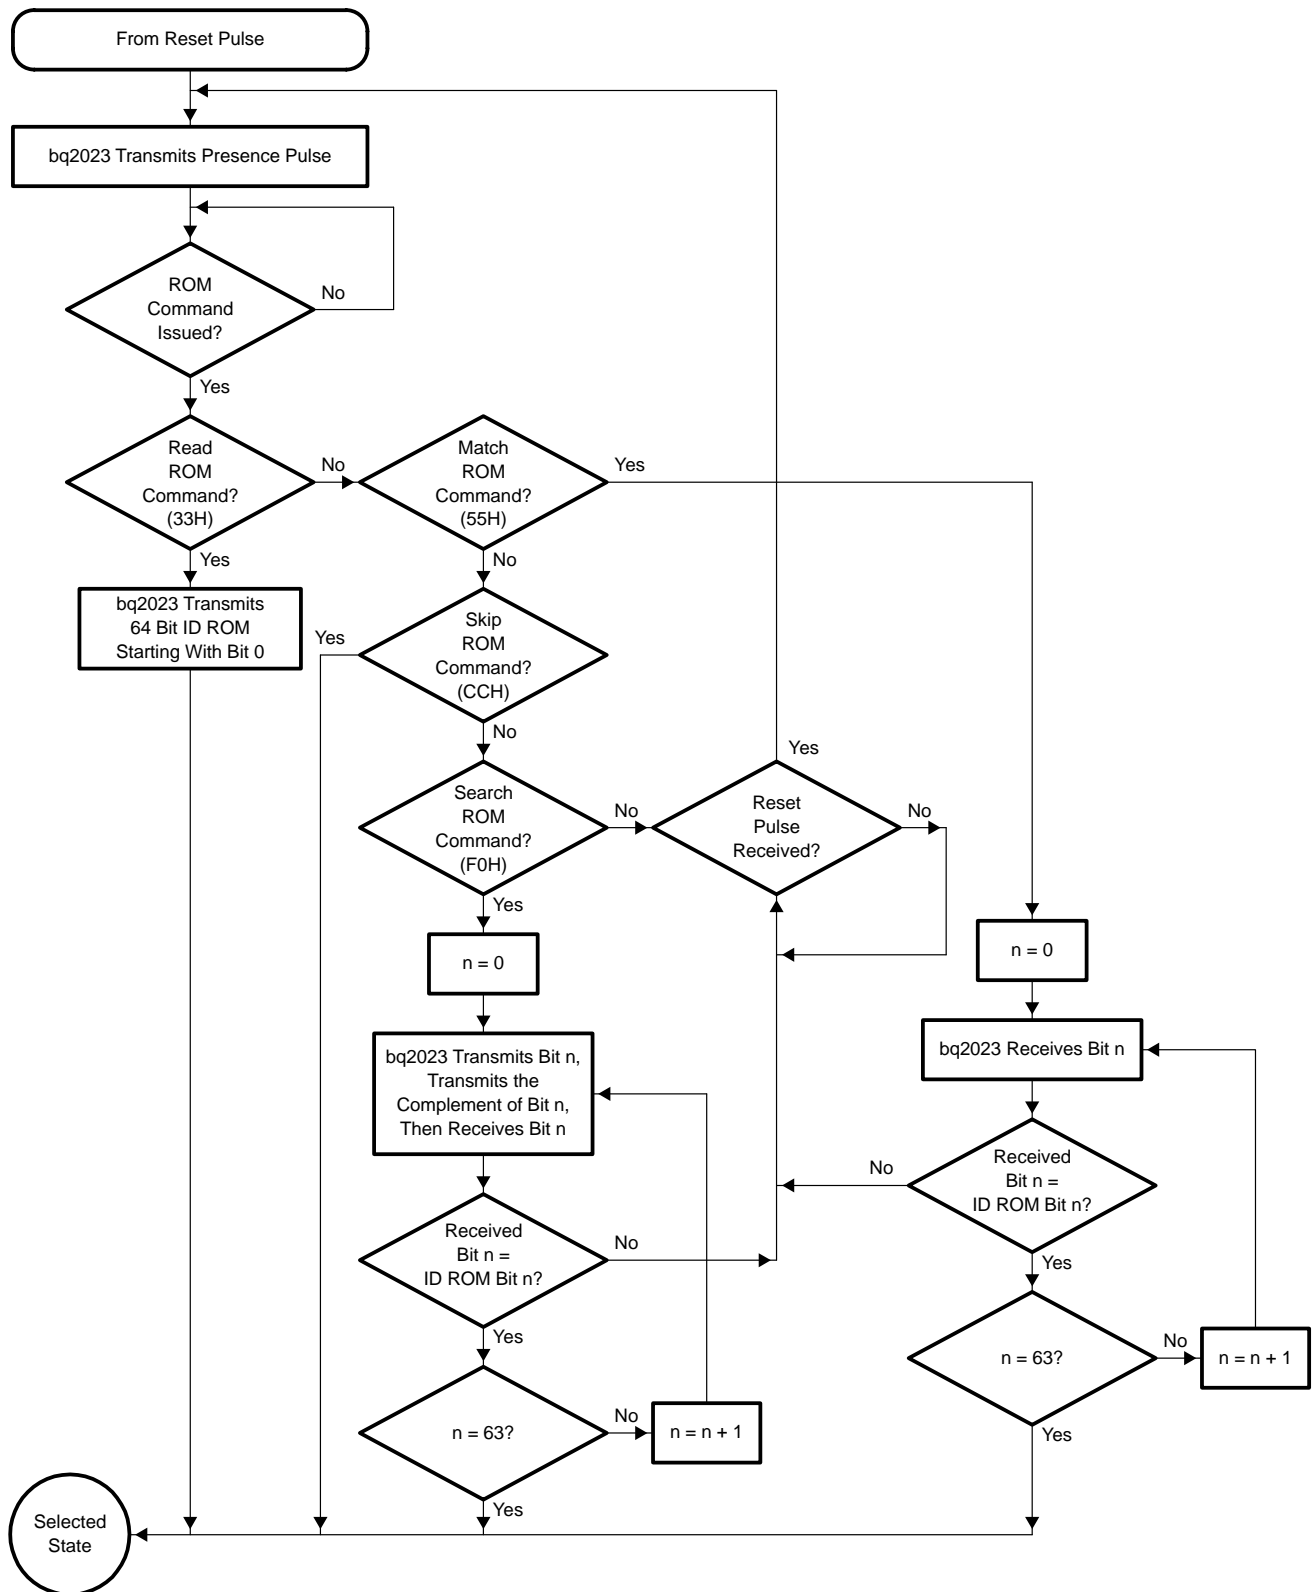 From Reset Pulse
bq2023 Transmits Presence Pulse
ROM
Command
Issued?
No
Yes
Read
ROM
Command?
(33H)
No
Match
ROM
Command?
(55H)
Yes
Yes
No
bq2023 Transmits
64 Bit ID ROM
Starting With Bit 0
Yes
Skip
ROM
Command?
(CCH)
No
Yes
Search
ROM
Command?
(F0H)
No
Reset
Pulse
Received?
No
Yes
n = 0
n = 0
bq2023 Transmits Bit n,
Transmits the
Complement of Bit n,
Then Receives Bit n
bq2023 Receives Bit n
No
Received
Bit n =
ID ROM Bit n?
Received
Bit n =
ID ROM Bit n?
No
Yes
Yes
n = 63?
No
n = n + 1
n = 63?
No
n = n + 1
Yes
Yes
Selected
State